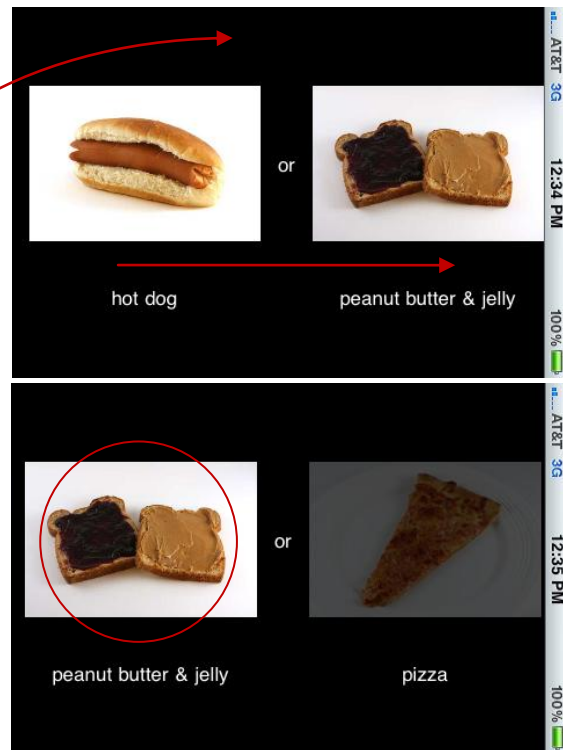 or
hot dog
peanut butter & jelly
AT&T 3G
12:34 PM
100%
or
peanut butter & jelly
pizza
AT&T 3G
12:35 PM
100%